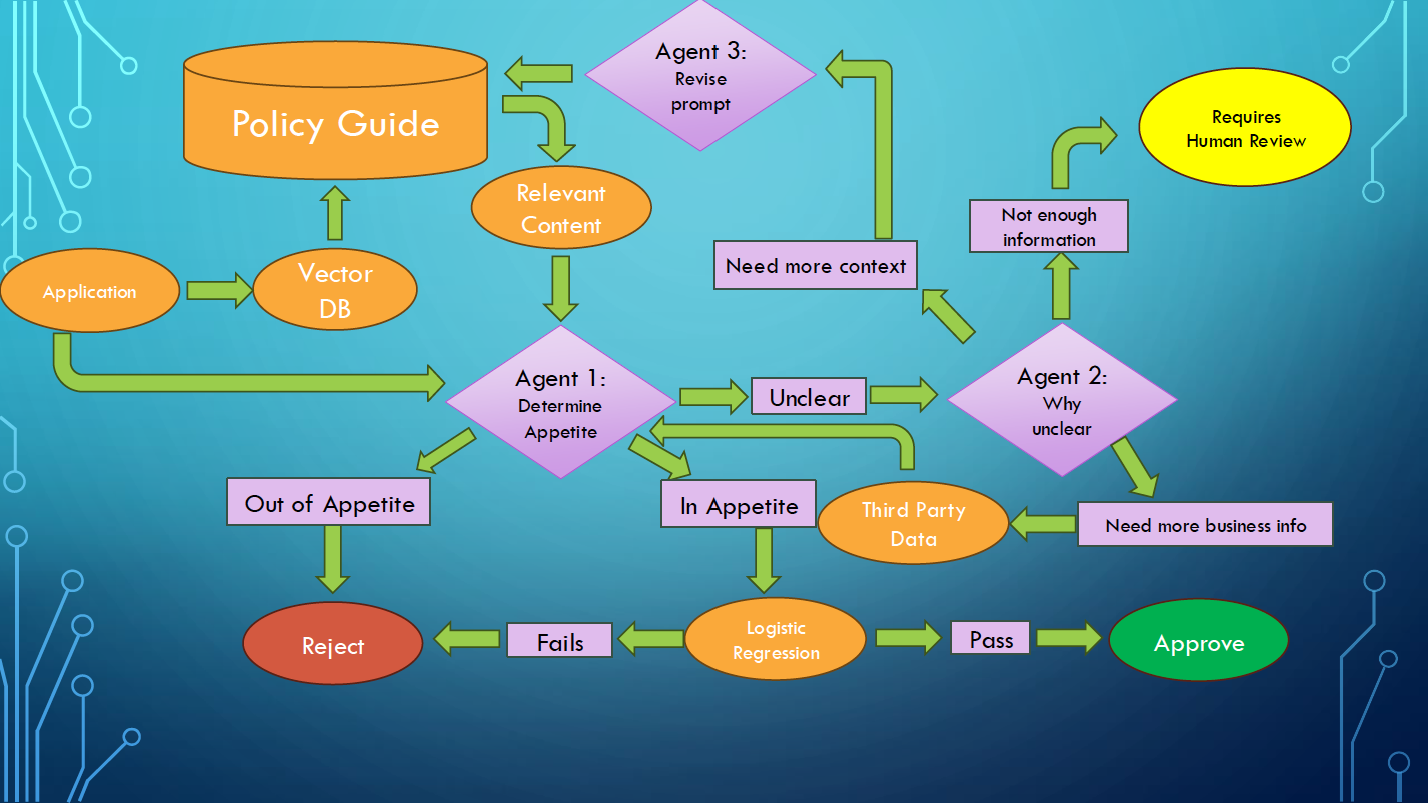 Agent 3:
Revise
prompt
Policy Guide
Requires
Human Review
Relevant
Content
Not enough
information
Need more context
Application
Vector
DB
Agent 1:
Determine
Appetite
Unclear
Agent 2:
Why
unclear
Out of Appetite
In Appetite
Third Party
Data
Need more business info
Reject
Fails
Logistic
Regression
Pass
Approve